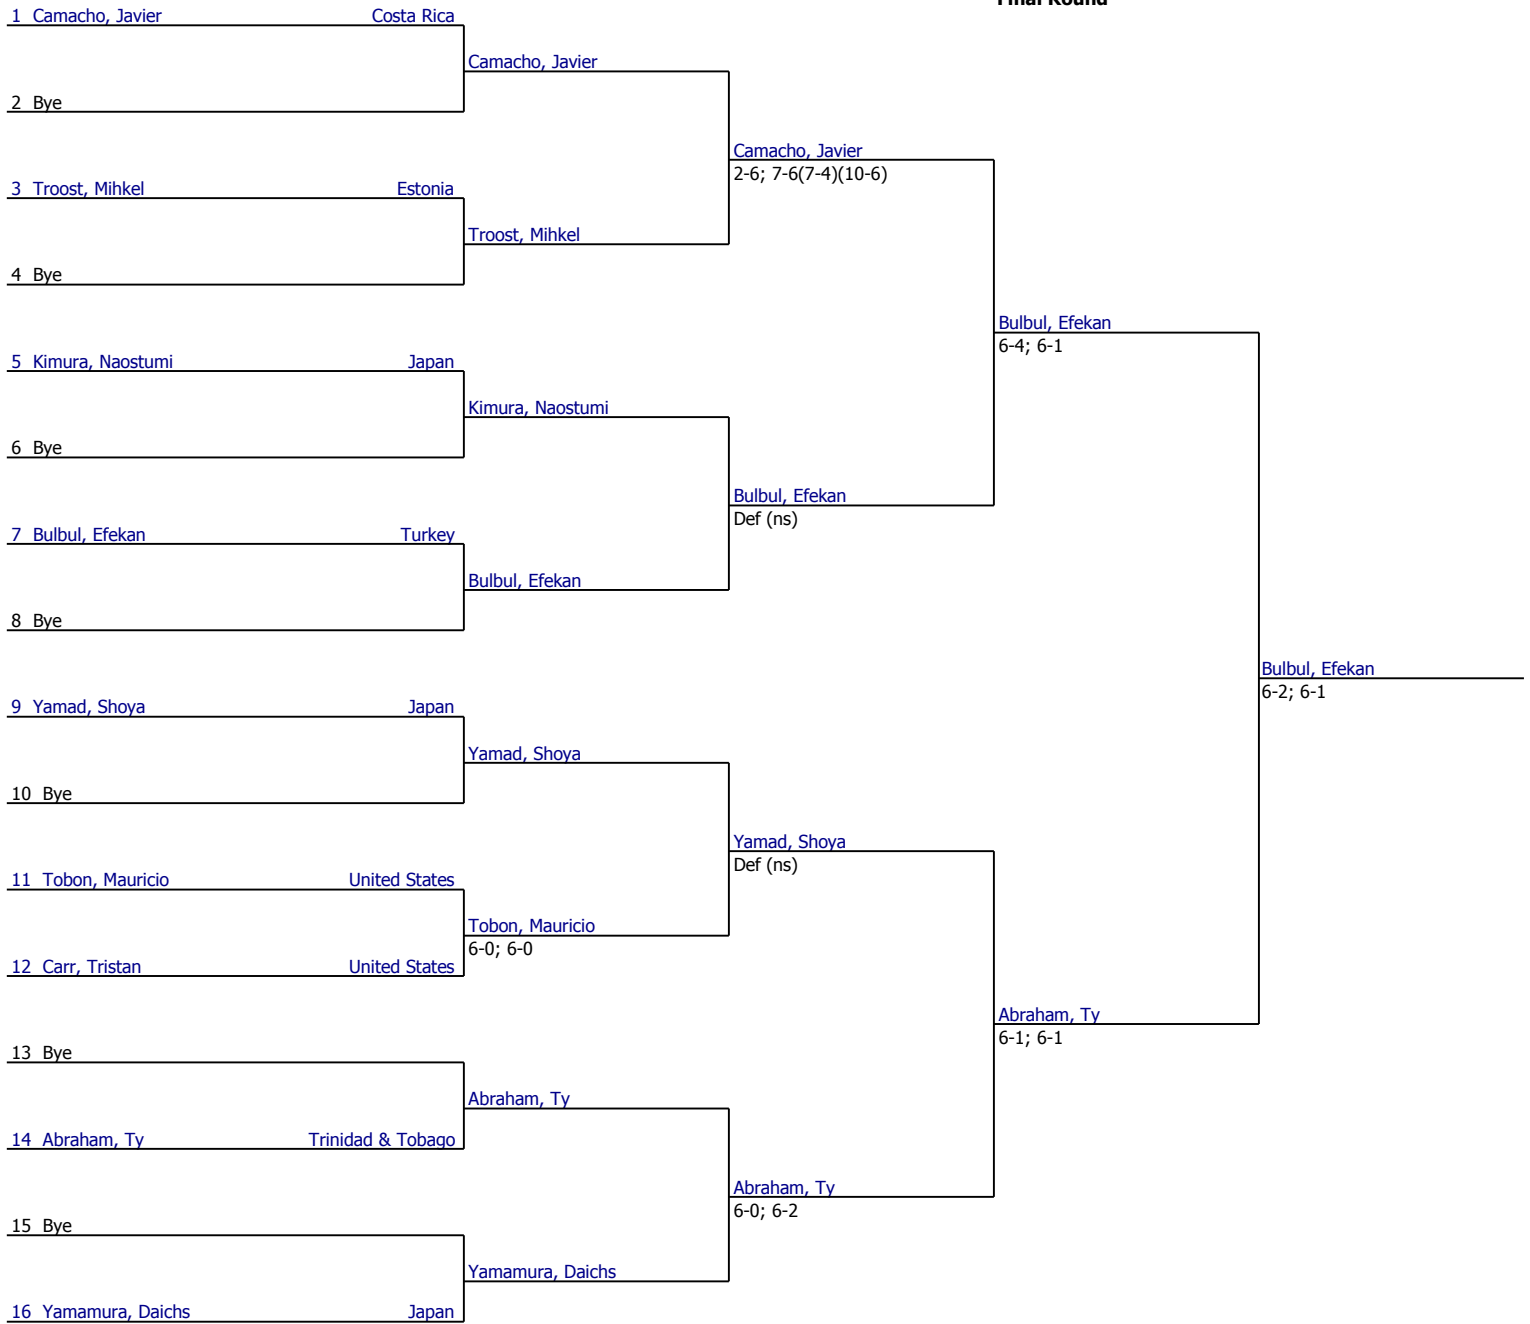 Final Round
1 Camacho, Javier Costa Rica
Camacho, Javier
2 Bye
Camacho, Javier
2-6; 7-6(7-4)(10-6)
3 Troost, Mihkel Estonia
Troost, Mihkel
4 Bye
Bulbul, Efekan
6-4; 6-1
5 Kimura, Naostumi Japan
Kimura, Naostumi
6 Bye
Bulbul, Efekan
Def (ns)
7 Bulbul, Efekan Turkey
Bulbul, Efekan
8 Bye
Bulbul, Efekan
6-2; 6-1
9 Yamad, Shoya Japan
Yamad, Shoya
10 Bye
Yamad, Shoya
Def (ns)
11 Tobon, Mauricio United States
Tobon, Mauricio
6-0; 6-0
12 Carr, Tristan United States
Abraham, Ty
6-1; 6-1
13 Bye
Abraham, Ty
14 Abraham, Ty Trinidad & Tobago
Abraham, Ty
6-0; 6-2
15 Bye
Yamamura, Daichs
16 Yamamura, Daichs Japan